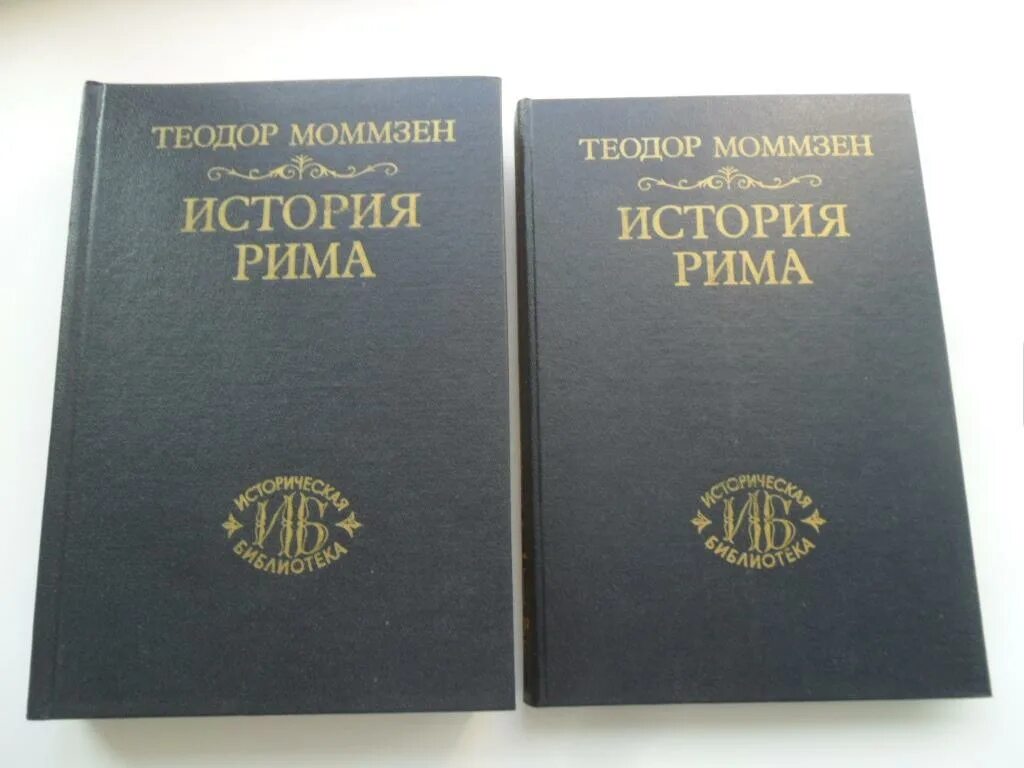 ТЕОДОР МОММЗЕН
ИСТОРИЯ
РИМА
ИСТОРИЧЕСКАЯ
ИБ
БИБЛИОТЕКА
ТЕОДОР МОММЗЕН
ИСТОРИЯ
РИМА
ИСТОРИЧЕСКАЯ
ИБ
БИБЛИОТЕКА